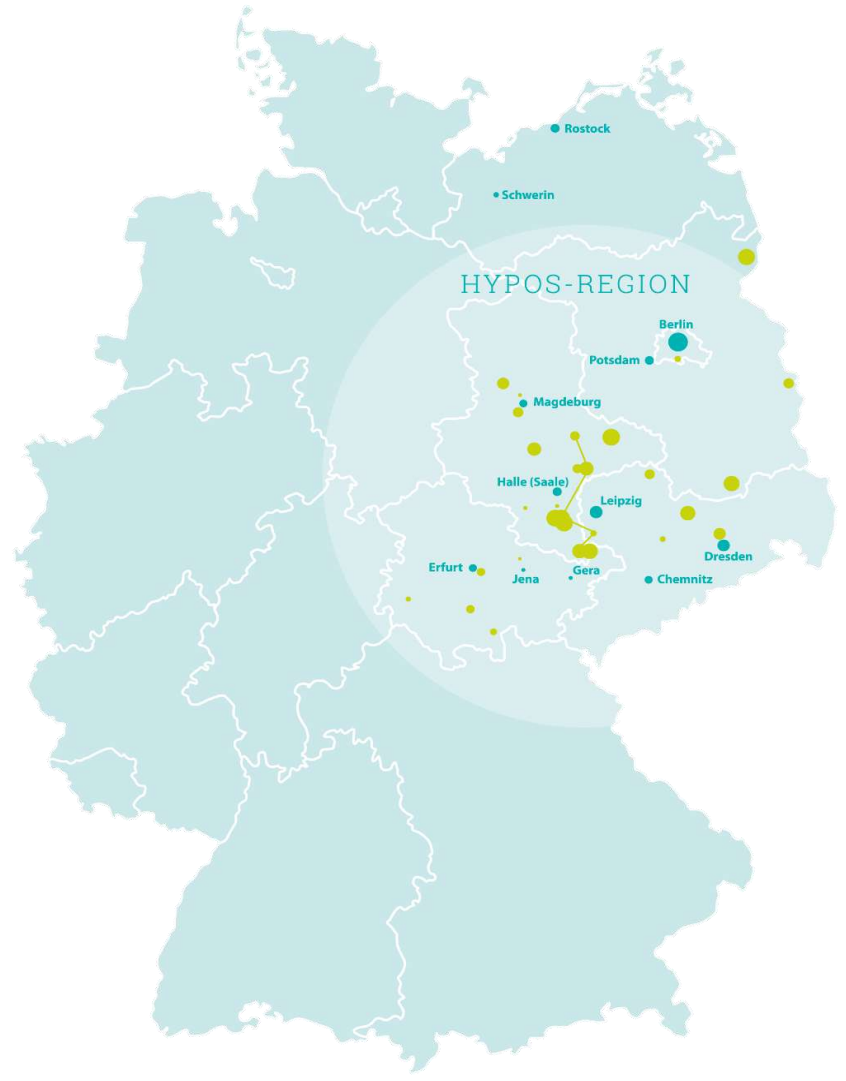 Rostock
Schwerin
HYPOS-REGION
Berlin
Potsdam
Magdeburg
Halle (Saale)
Leipzig
Dresden
Erfurt
Gera
Jena
Chemnitz